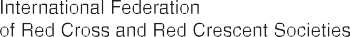 International Federation
of Red Cross and Red Crescent Societies